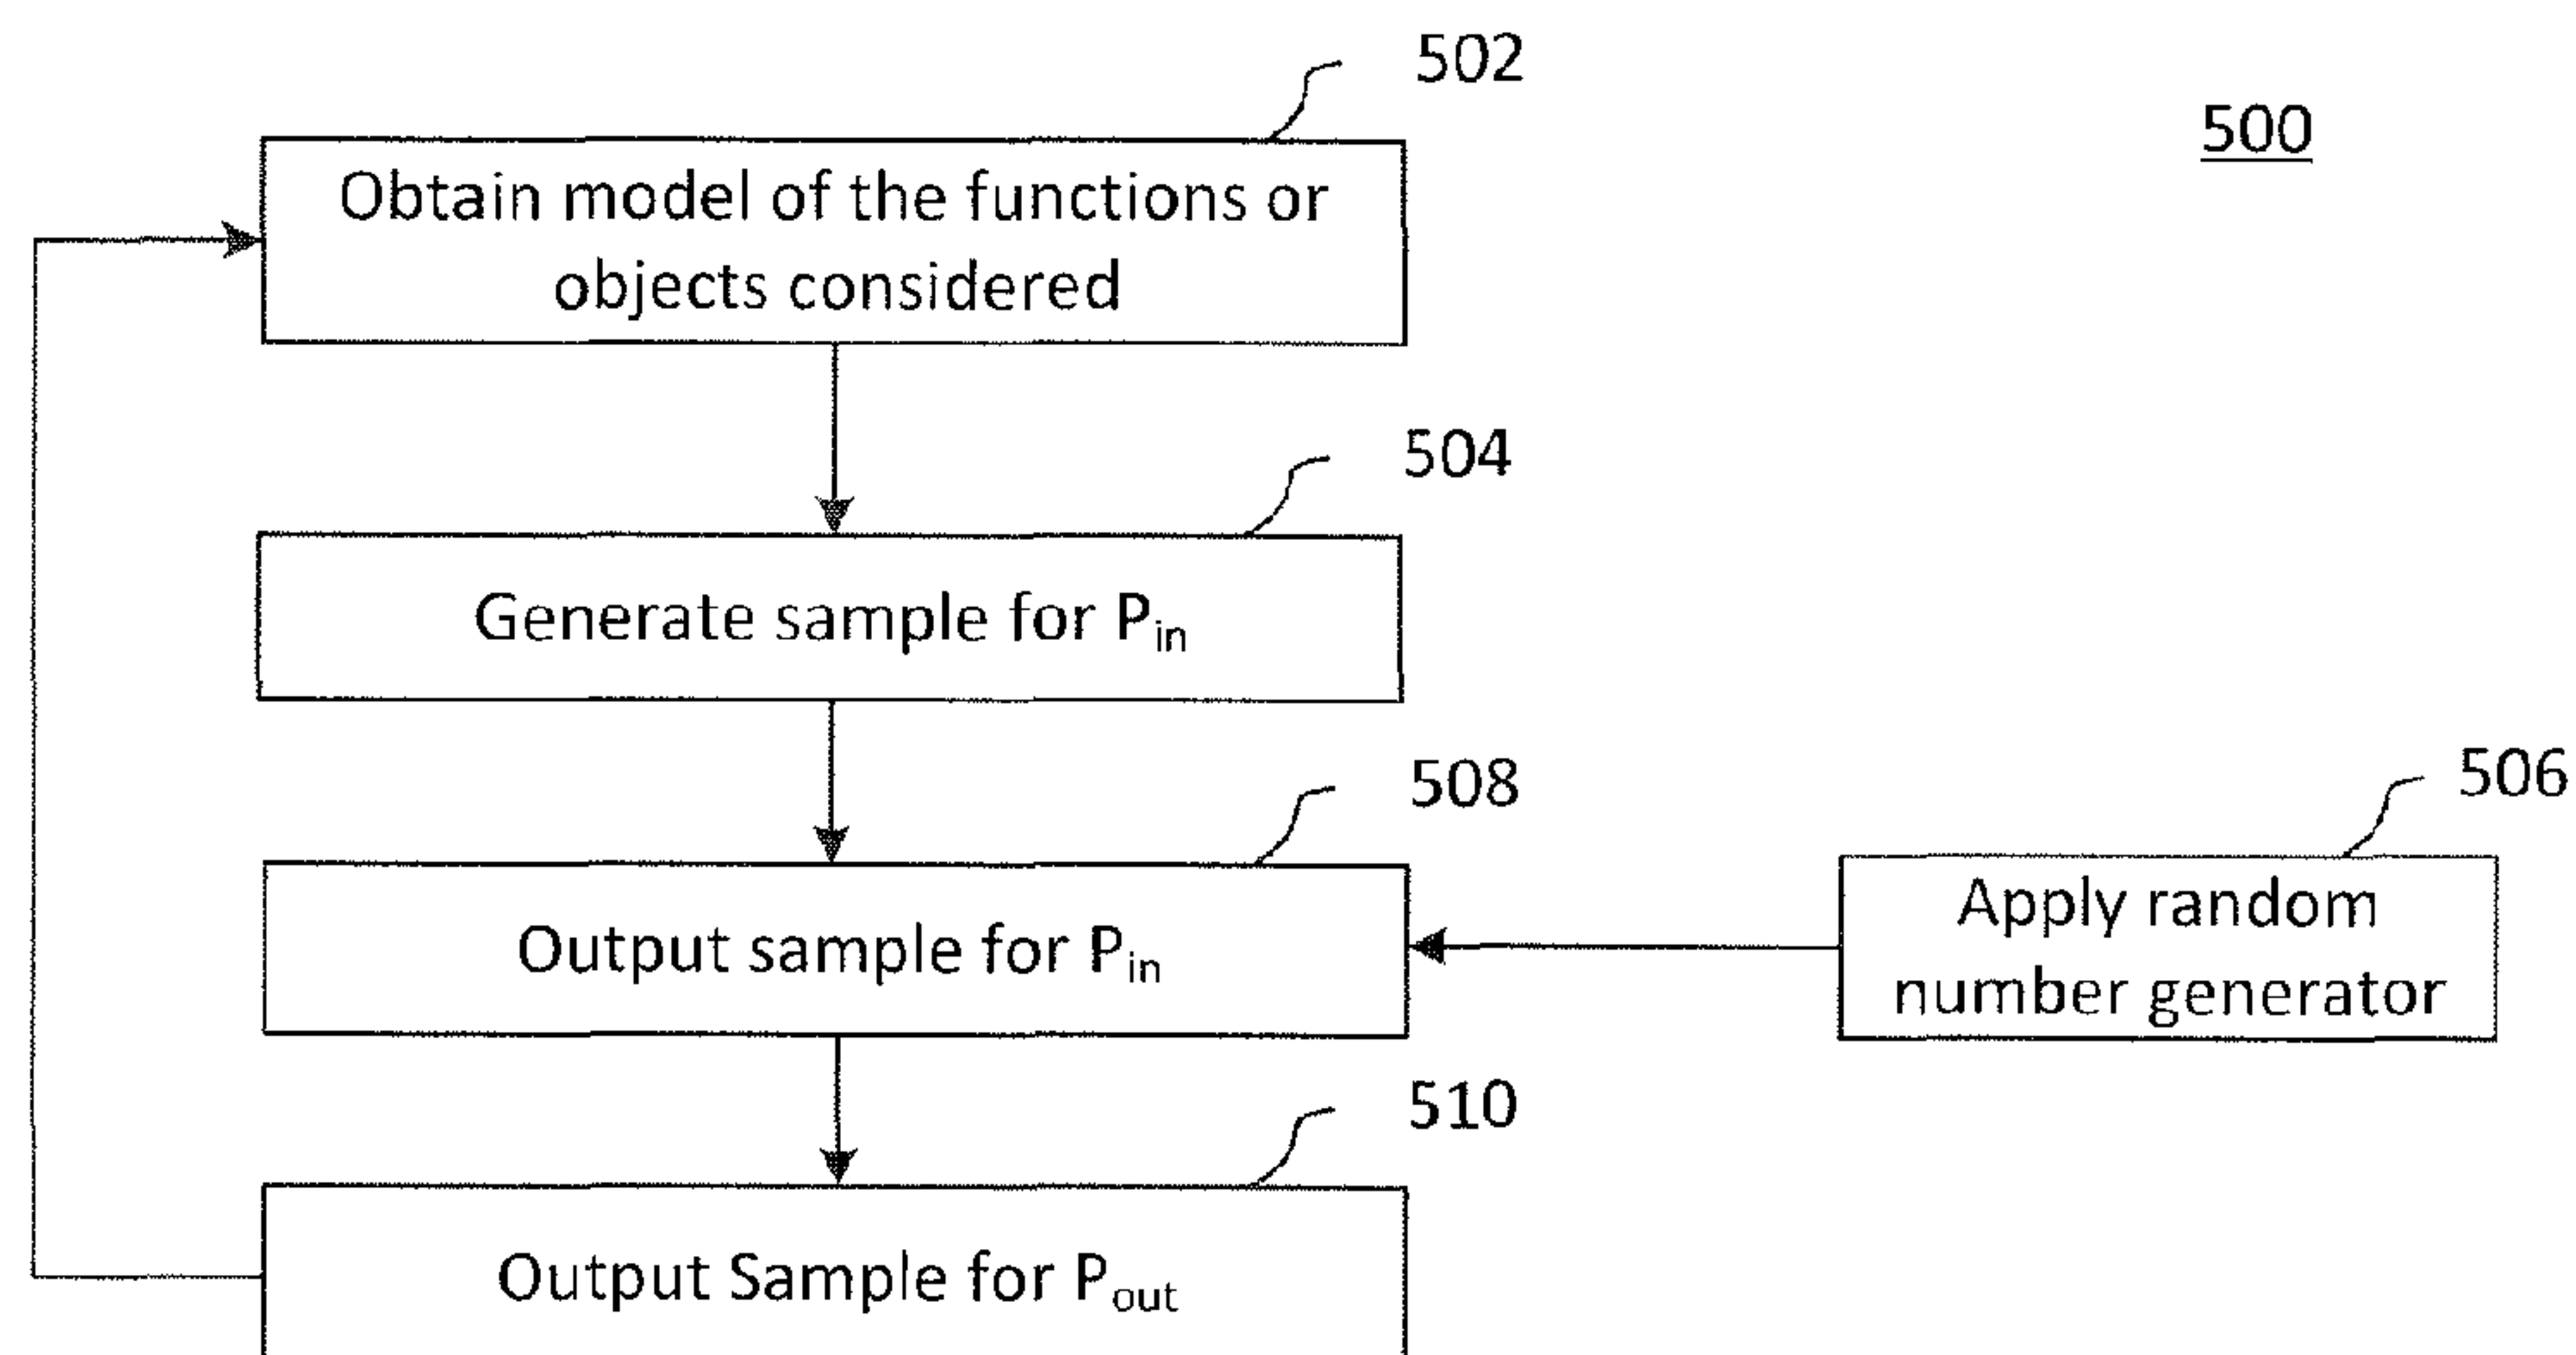 502
500
Obtain model of the functions or
objects considered
504
Generate sample for Pin
508
506
Output sample for Pin
Apply random
number generator
510
Output Sample for Pout